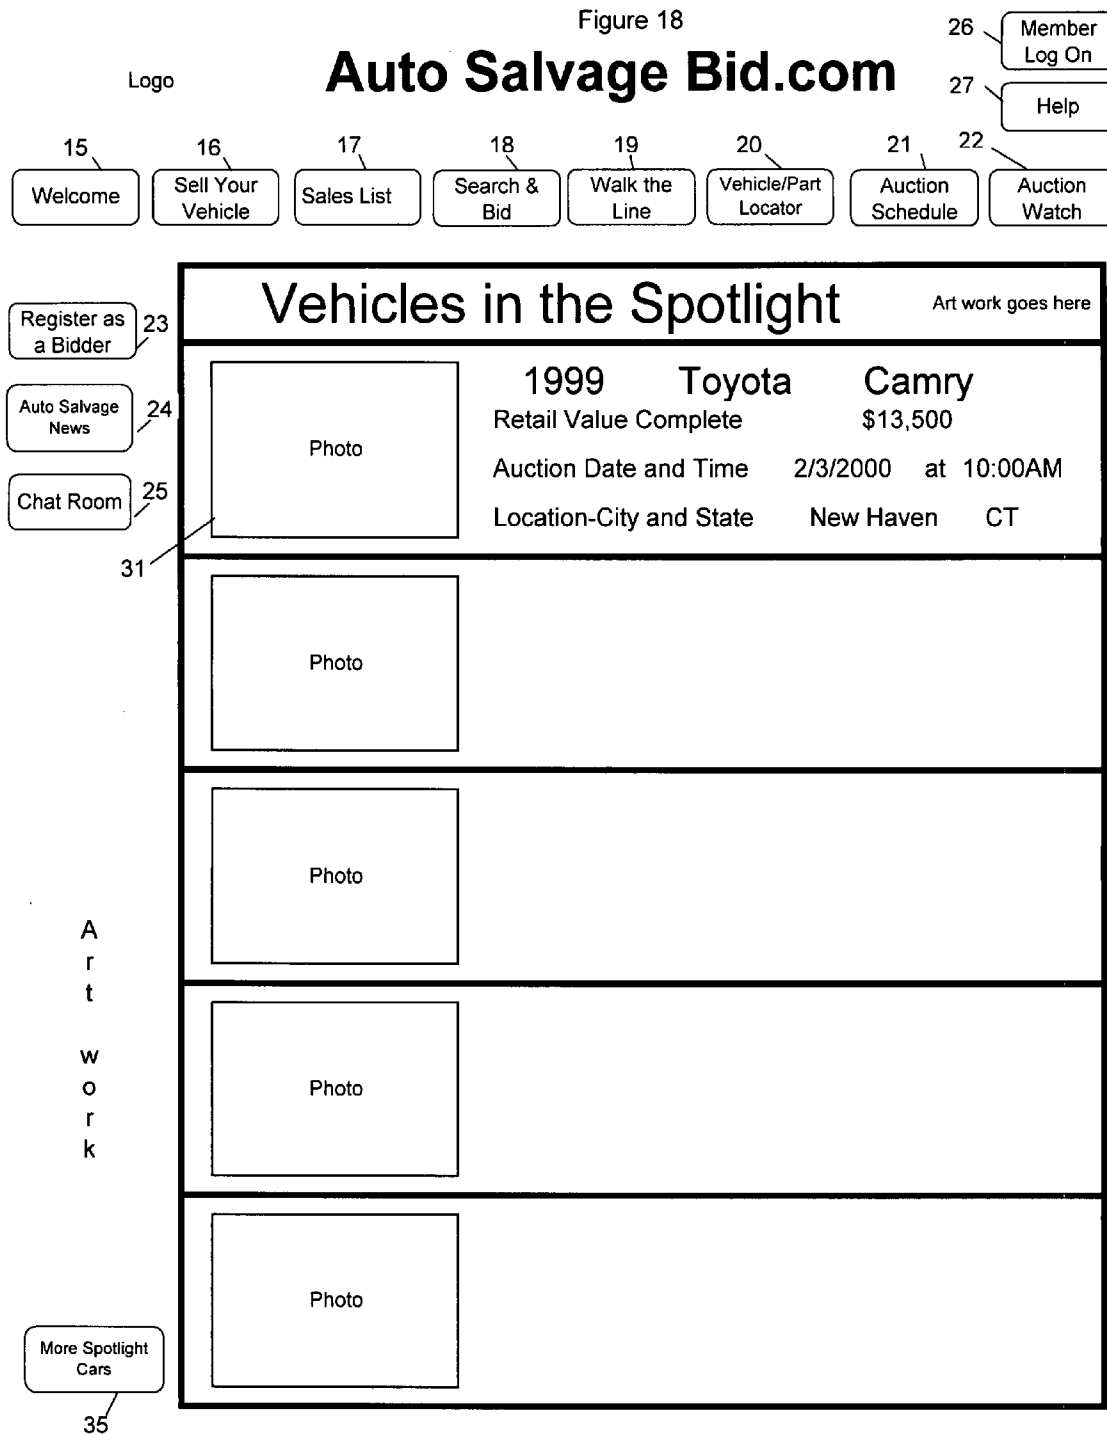 Figure 18
26
Member
Log On
Logo
Auto Salvage Bid.com
27
Help
15
16
17
18
19
20
21
22
Welcome
Sell Your
Vehicle
Sales List
Search &
Bid
Walk the
Line
Vehicle/Part
Locator
Auction
Schedule
Auction
Watch
Vehicles in the Spotlight
Art work goes here
Register as
a Bidder
23
Auto Salvage
News
24
Chat Room
25
31
Photo
1999 Toyota Camry
Retail Value Complete $13,500
Auction Date and Time 2/3/2000 at 10:00AM
Location-City and State New Haven CT
Photo
Photo
Art work
Photo
Photo
More Spotlight
Cars
35